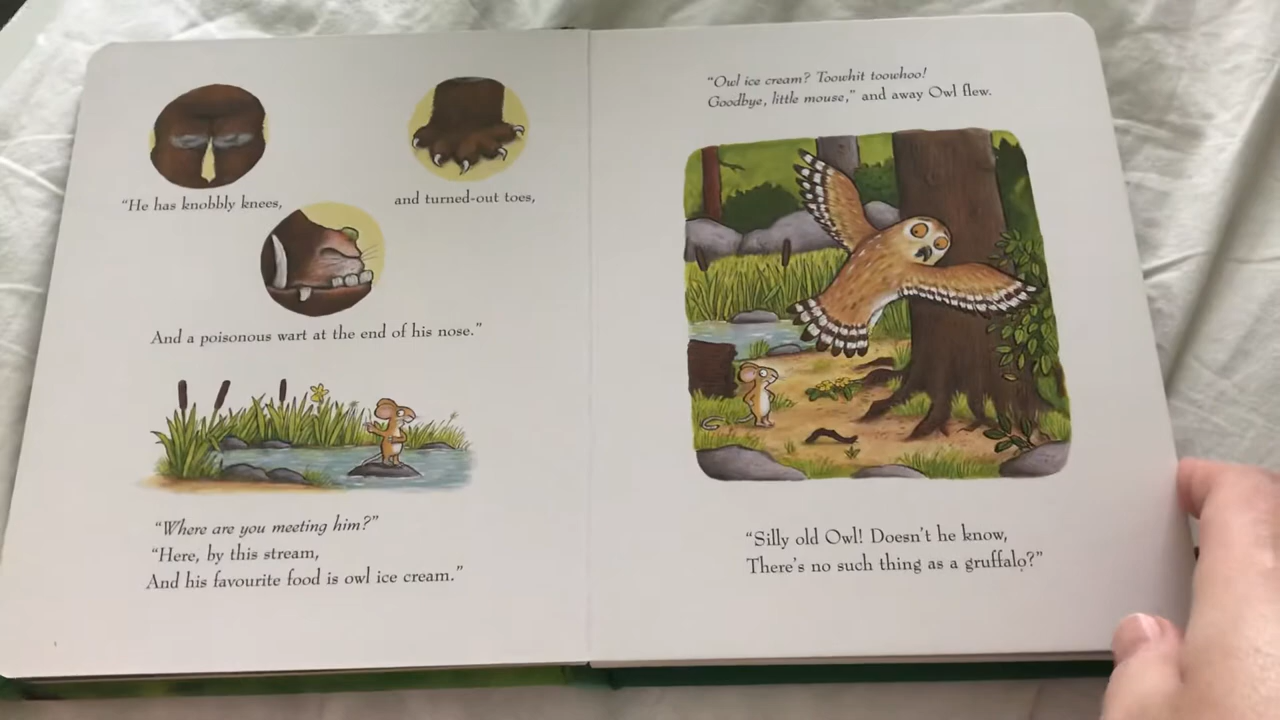 “He has knobbly knees,
and turned-out toes,
And a poisonous wart at the end of his nose.”
“Where are you meeting him?”
“Here, by this stream,
And his favourite food is owl ice cream.”
“Owl ice cream? Toowhit toowhoo!
Goodbye, little mouse,” and away Owl flew.
“Silly old Owl! Doesn’t he know,
There’s no such thing as a gruffalo?”